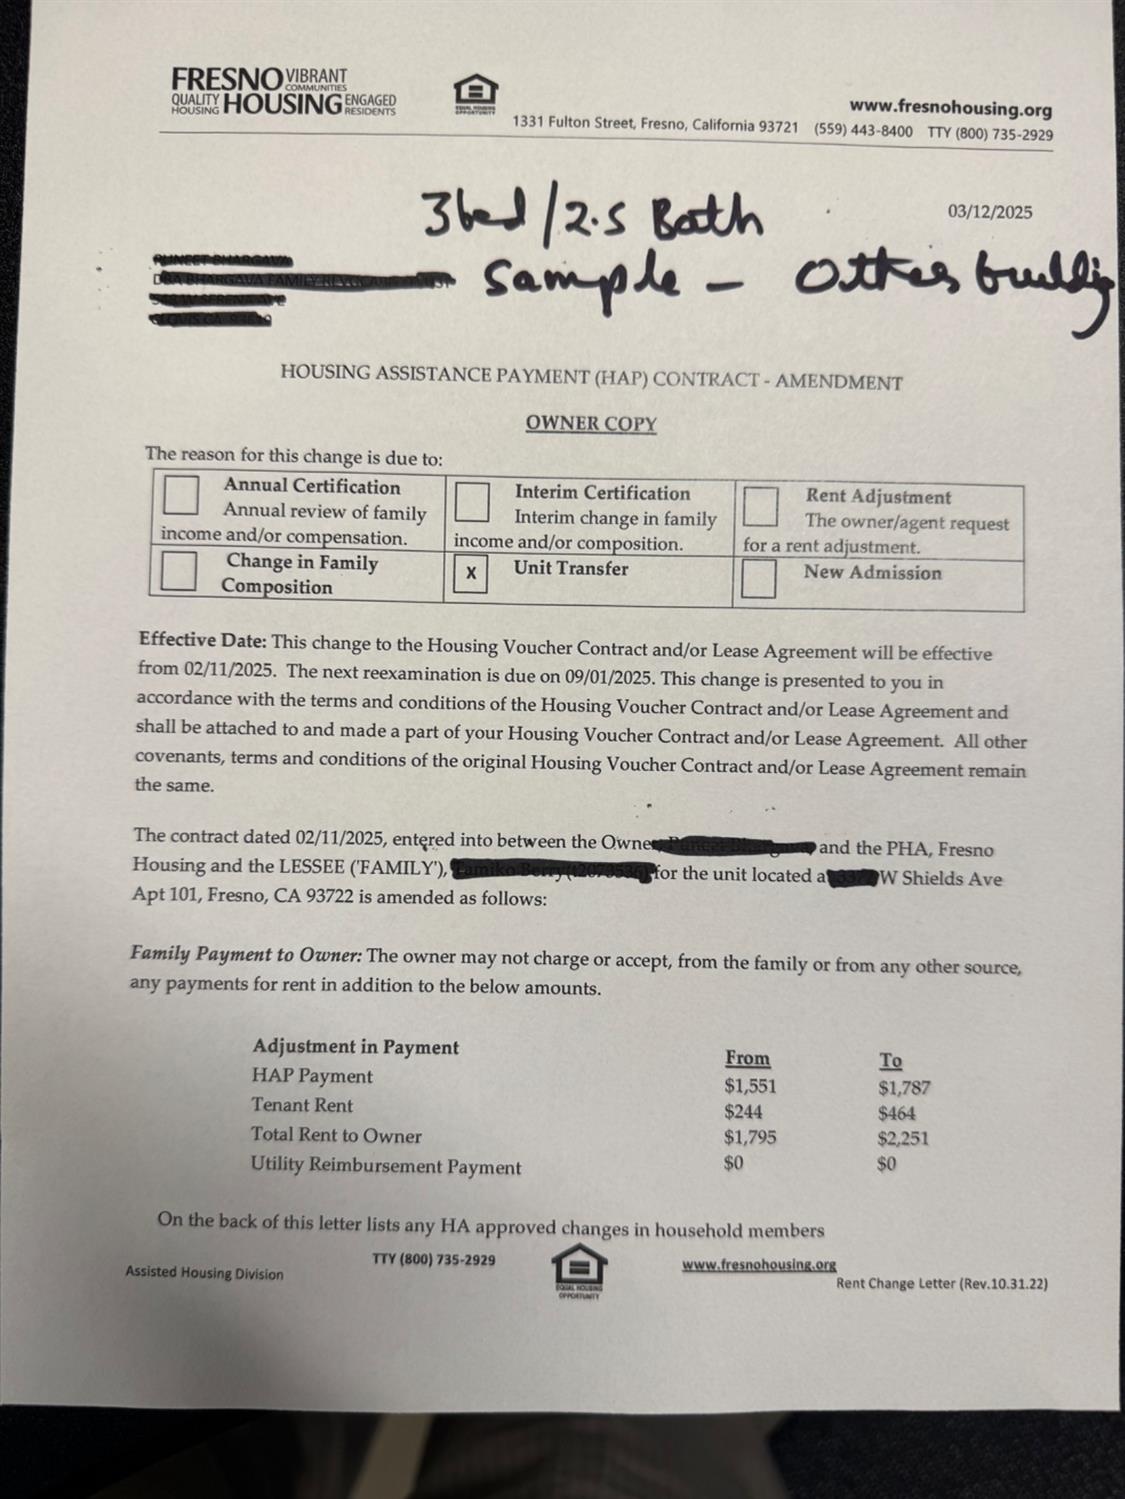 FRESNO VIBRANT COMMUNITIES
QUALITY HOUSING HOUSING ENGAGED RESIDENTS
EQUAL HOUSING OPPORTUNITY
www.fresnohousing.org
1331 Fulton Street, Fresno, California 93721 (559) 443-8400 TTY (800) 735-2929
3bed/2.5 Bath
03/12/2025
Sample -
HOUSING ASSISTANCE PAYMENT (HAP) CONTRACT - AMENDMENT
OWNER COPY
The reason for this change is due to:
Annual Certification
Annual review of family
income and/or compensation.
Interim Certification
Interim change in family
income and/or composition.
Rent Adjustment
The owner/agent request
for a rent adjustment.
Change in Family
Composition
X Unit Transfer
New Admission
Effective Date: This change to the Housing Voucher Contract and/or Lease Agreement will be effective
from 02/11/2025. The next reexamination is due on 09/01/2025. This change is presented to you in
accordance with the terms and conditions of the Housing Voucher Contract and/or Lease Agreement and
shall be attached to and made a part of your Housing Voucher Contract and/or Lease Agreement. All other
covenants, terms and conditions of the original Housing Voucher Contract and/or Lease Agreement remain
the same.
The contract dated 02/11/2025, entered into between the Owner, and the PHA, Fresno
Housing and the LESSEE ('FAMILY'), for the unit located a W Shields Ave
Apt 101, Fresno, CA 93722 is amended as follows:
Family Payment to Owner: The owner may not charge or accept, from the family or from any other source,
any payments for rent in addition to the below amounts.
Adjustment in Payment From To
HAP Payment $1,551 $1,787
Tenant Rent $244 $464
Total Rent to Owner $1,795 $2,251
Utility Reimbursement Payment $0 $0
On the back of this letter lists any HA approved changes in household members
Assisted Housing Division
TTY (800) 735-2929
EQUAL HOUSING
OPPORTUNITY
www.fresnohousing.org
Rent Change Letter (Rev.10.31.22)